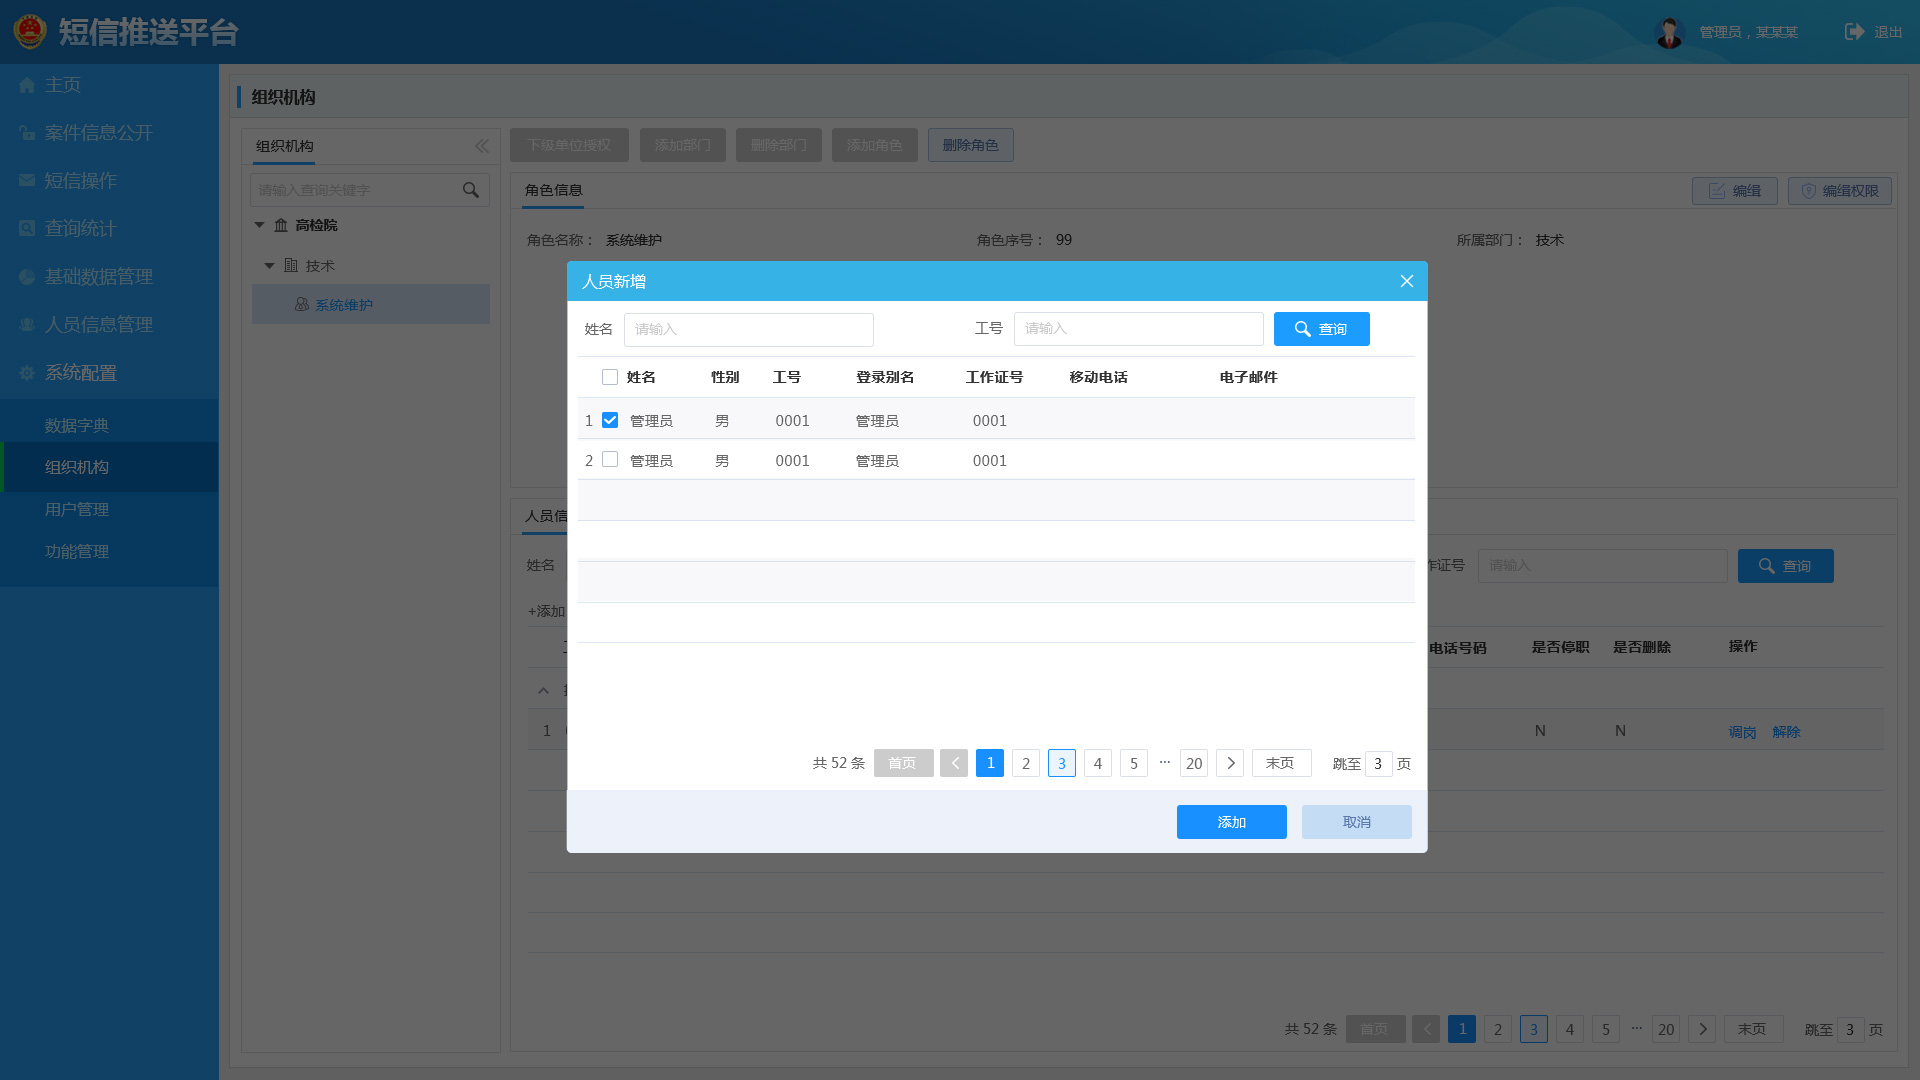 短信推送平台
管理员，某某某
退出
主页
案件信息公开
短信操作
查询统计
基础数据管理
人员信息管理
系统配置
数据字典
组织机构
用户管理
功能管理
组织机构
组织机构
请输入查询关键字
高检院
技术
系统维护
下级单位授权 添加部门 删除部门 添加角色 删除角色
角色信息
编缉 编缉权限
角色名称： 系统维护 角色序号： 99 所属部门： 技术
人员新增
姓名 请输入 工号 请输入 查询
姓名 性别 工号 登录别名 工作证号 移动电话 电子邮件
1 管理员 男 0001 管理员 0001
2 管理员 男 0001 管理员 0001
共 52 条 首页 1 2 3 4 5 ··· 20 末页 跳至 3 页
添加 取消
人员信
姓名 作证号 请输入 查询
+添加
电话号码 是否停职 是否删除 操作
1 N N 调岗 解除
共 52 条 首页 1 2 3 4 5 ··· 20 末页 跳至 3 页